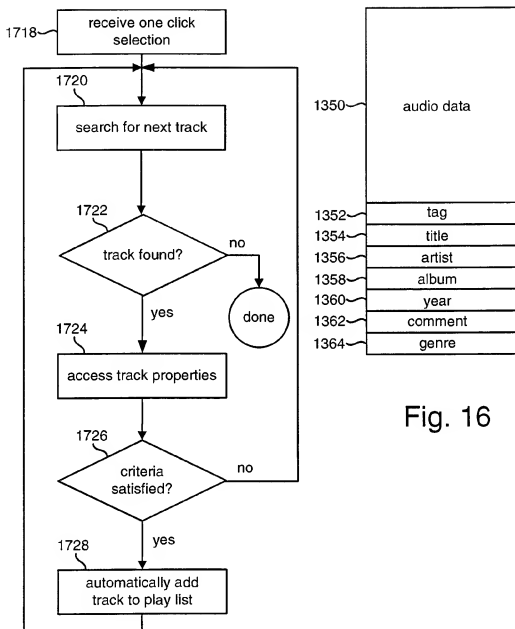 1718
receive one click
selection
1720
search for next track
1722
track found?
no
done
yes
1724
access track properties
1726
criteria
satisfied?
no
yes
1728
automatically add
track to play list
1350
audio data
1352
tag
1354
title
1356
artist
1358
album
1360
year
1362
comment
1364
genre
Fig. 16